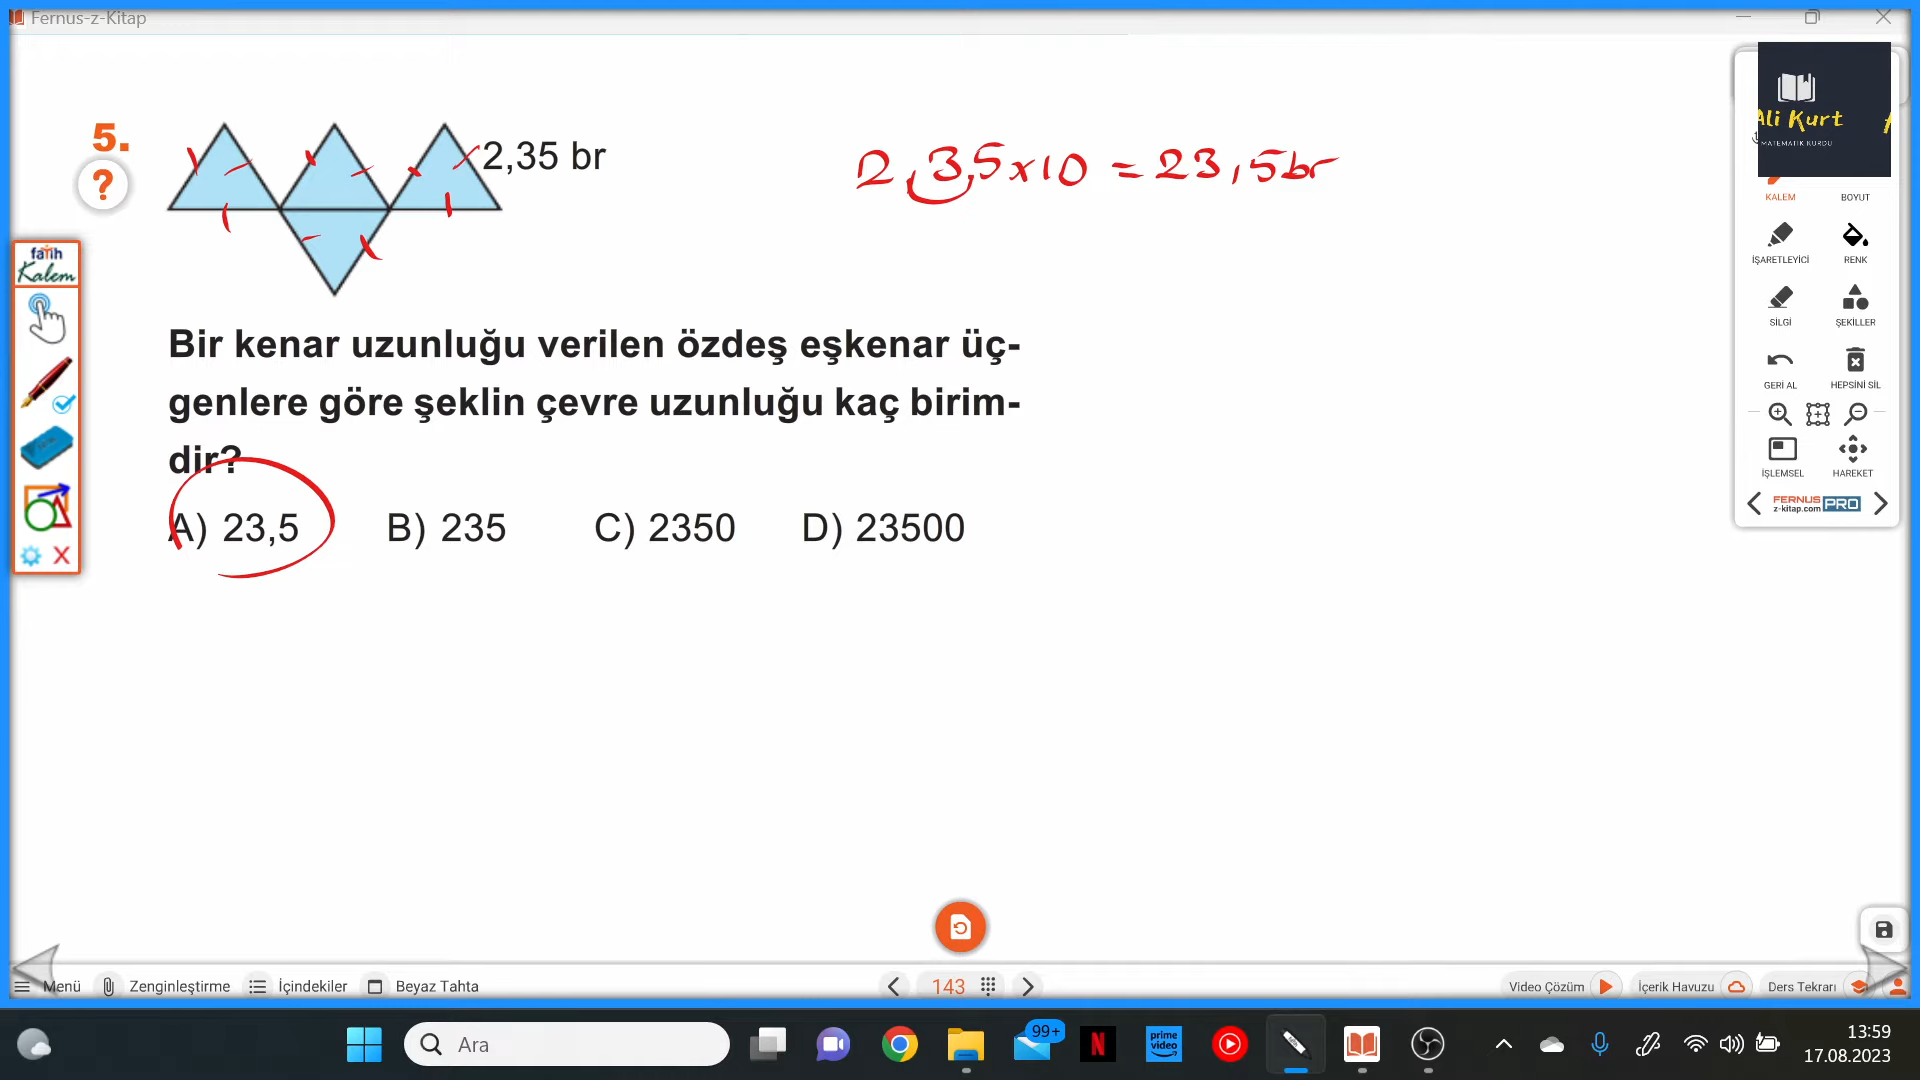 Fernus-z-Kitap
5.
?
2,35 br
2,35x10 = 23,5br
Bir kenar uzunluğu verilen özdeş eşkenar üç-
genlere göre şeklin çevre uzunluğu kaç birim-
dir?
A) 23,5 B) 235 C) 2350 D) 23500
fatih
Kalem
Ali Kurt
MATEMATİK KURDU
KALEM BOYUT
İŞARETLEYİCİ RENK
SİLGİ ŞEKİLLER
GERİ AL HEPSİNİ SİL
İŞLEMSEL HAREKET
FERNUS
z-kitap.com PRO
Menü Zenginleştirme İçindekiler Beyaz Tahta 143 Video Çözüm İçerik Havuzu Ders Tekrarı
Ara
99+
N
prime
video
13:59
17.08.2023